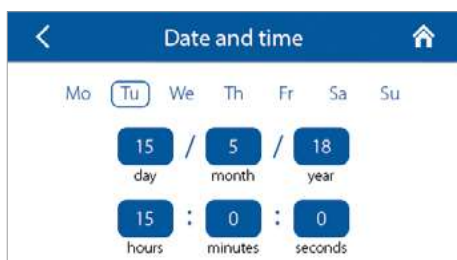 Date and time
Mo Tu We Th Fr Sa Su
15 / 5 / 18
day month year
15 : 0 : 0
hours minutes seconds